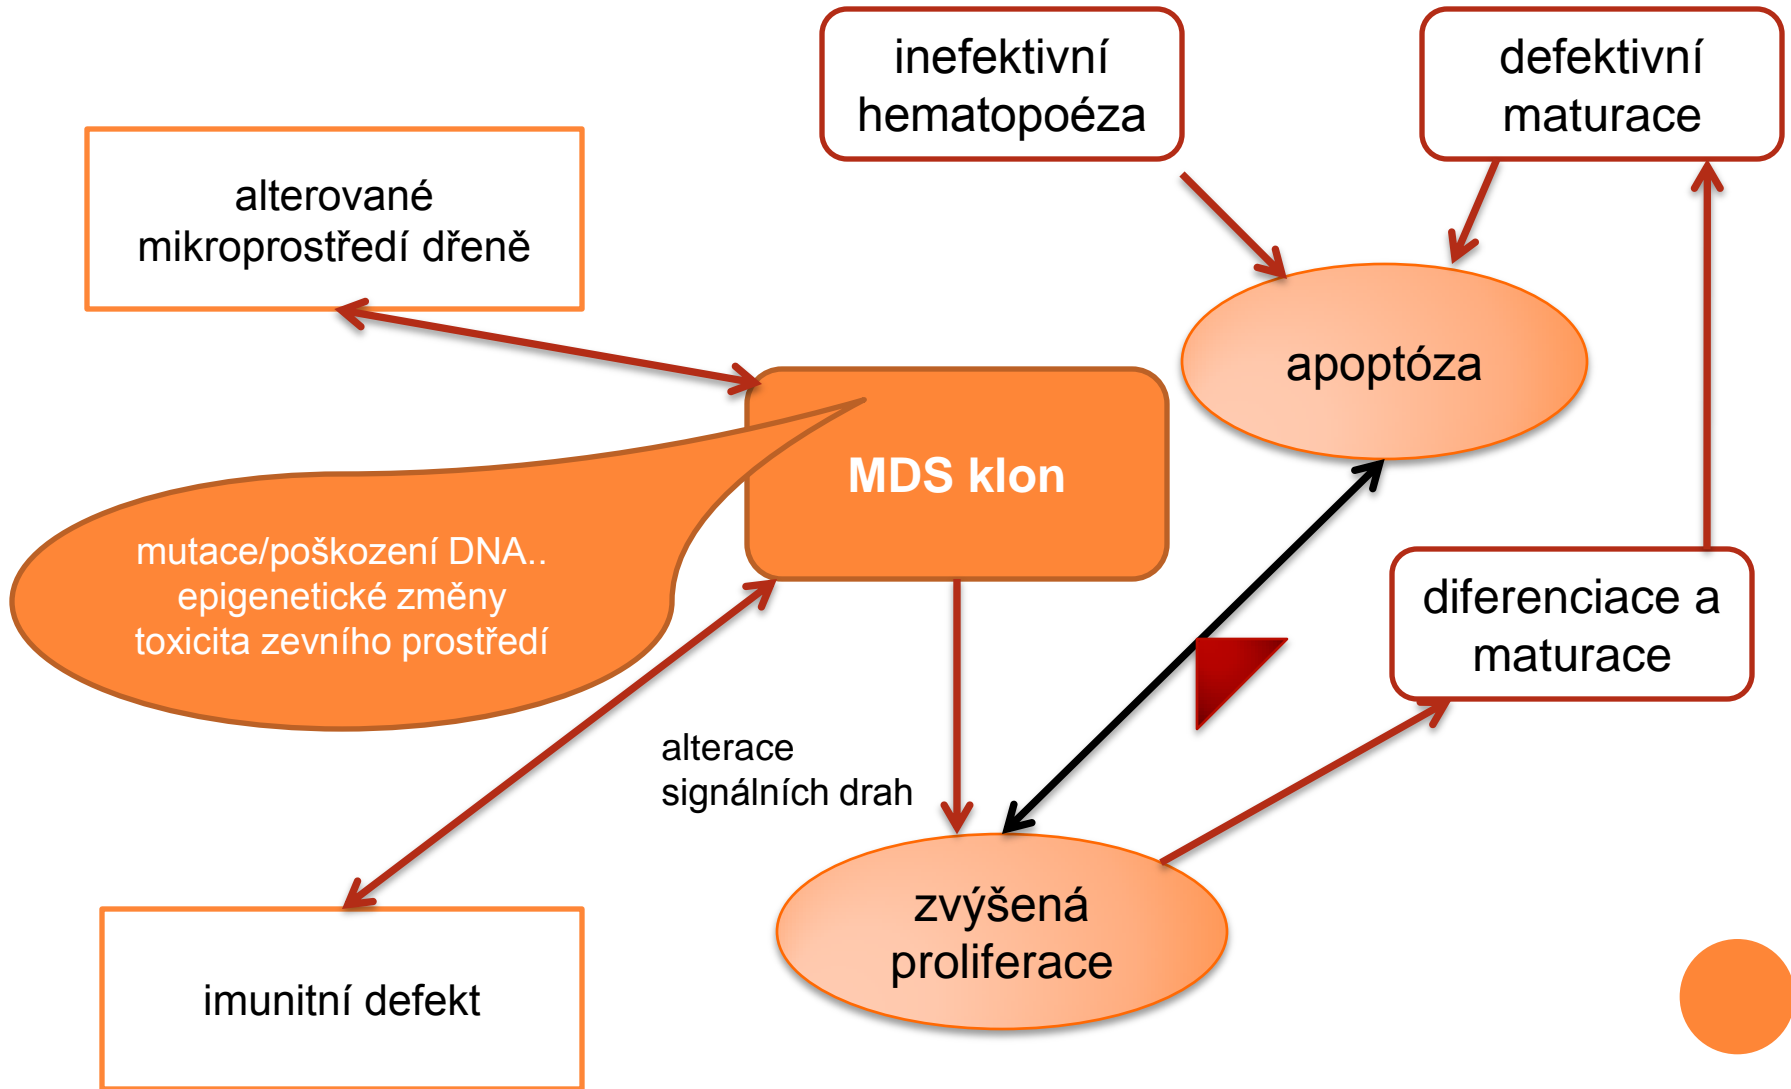 inefektivní
hematopoéza
defektivní
maturace
alterované
mikroprostředí dřeně
apoptóza
MDS klon
mutace/poškození DNA..
epigenetické změny
toxicita zevního prostředí
diferenciace a
maturace
alterace
signálních drah
zvýšená
proliferace
imunitní defekt